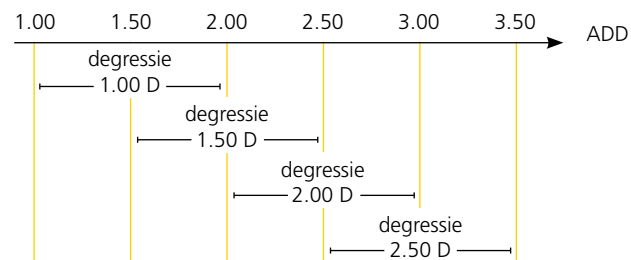 1.00 1.50 2.00 2.50 3.00 3.50 ADD
degressie
1.00 D
degressie
1.50 D
degressie
2.00 D
degressie
2.50 D